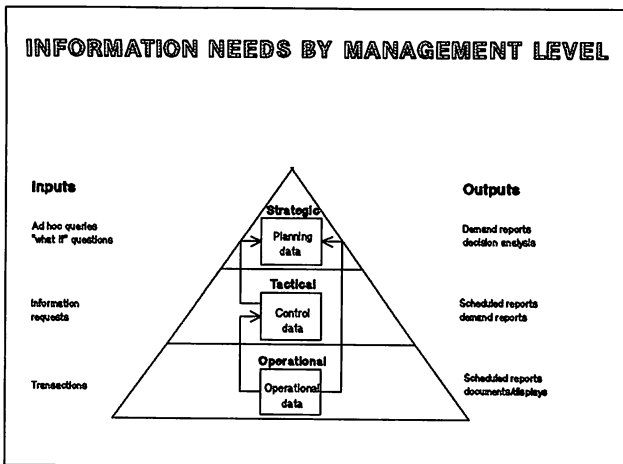 INFORMATION NEEDS BY MANAGEMENT LEVEL
Inputs
Outputs
Strategic
Ad hoc queries
"what if" questions
Planning
data
Demand reports
decision analysis
Tactical
Information
requests
Control
data
Scheduled reports
demand reports
Operational
Transactions
Operational
data
Scheduled reports
documents/displays